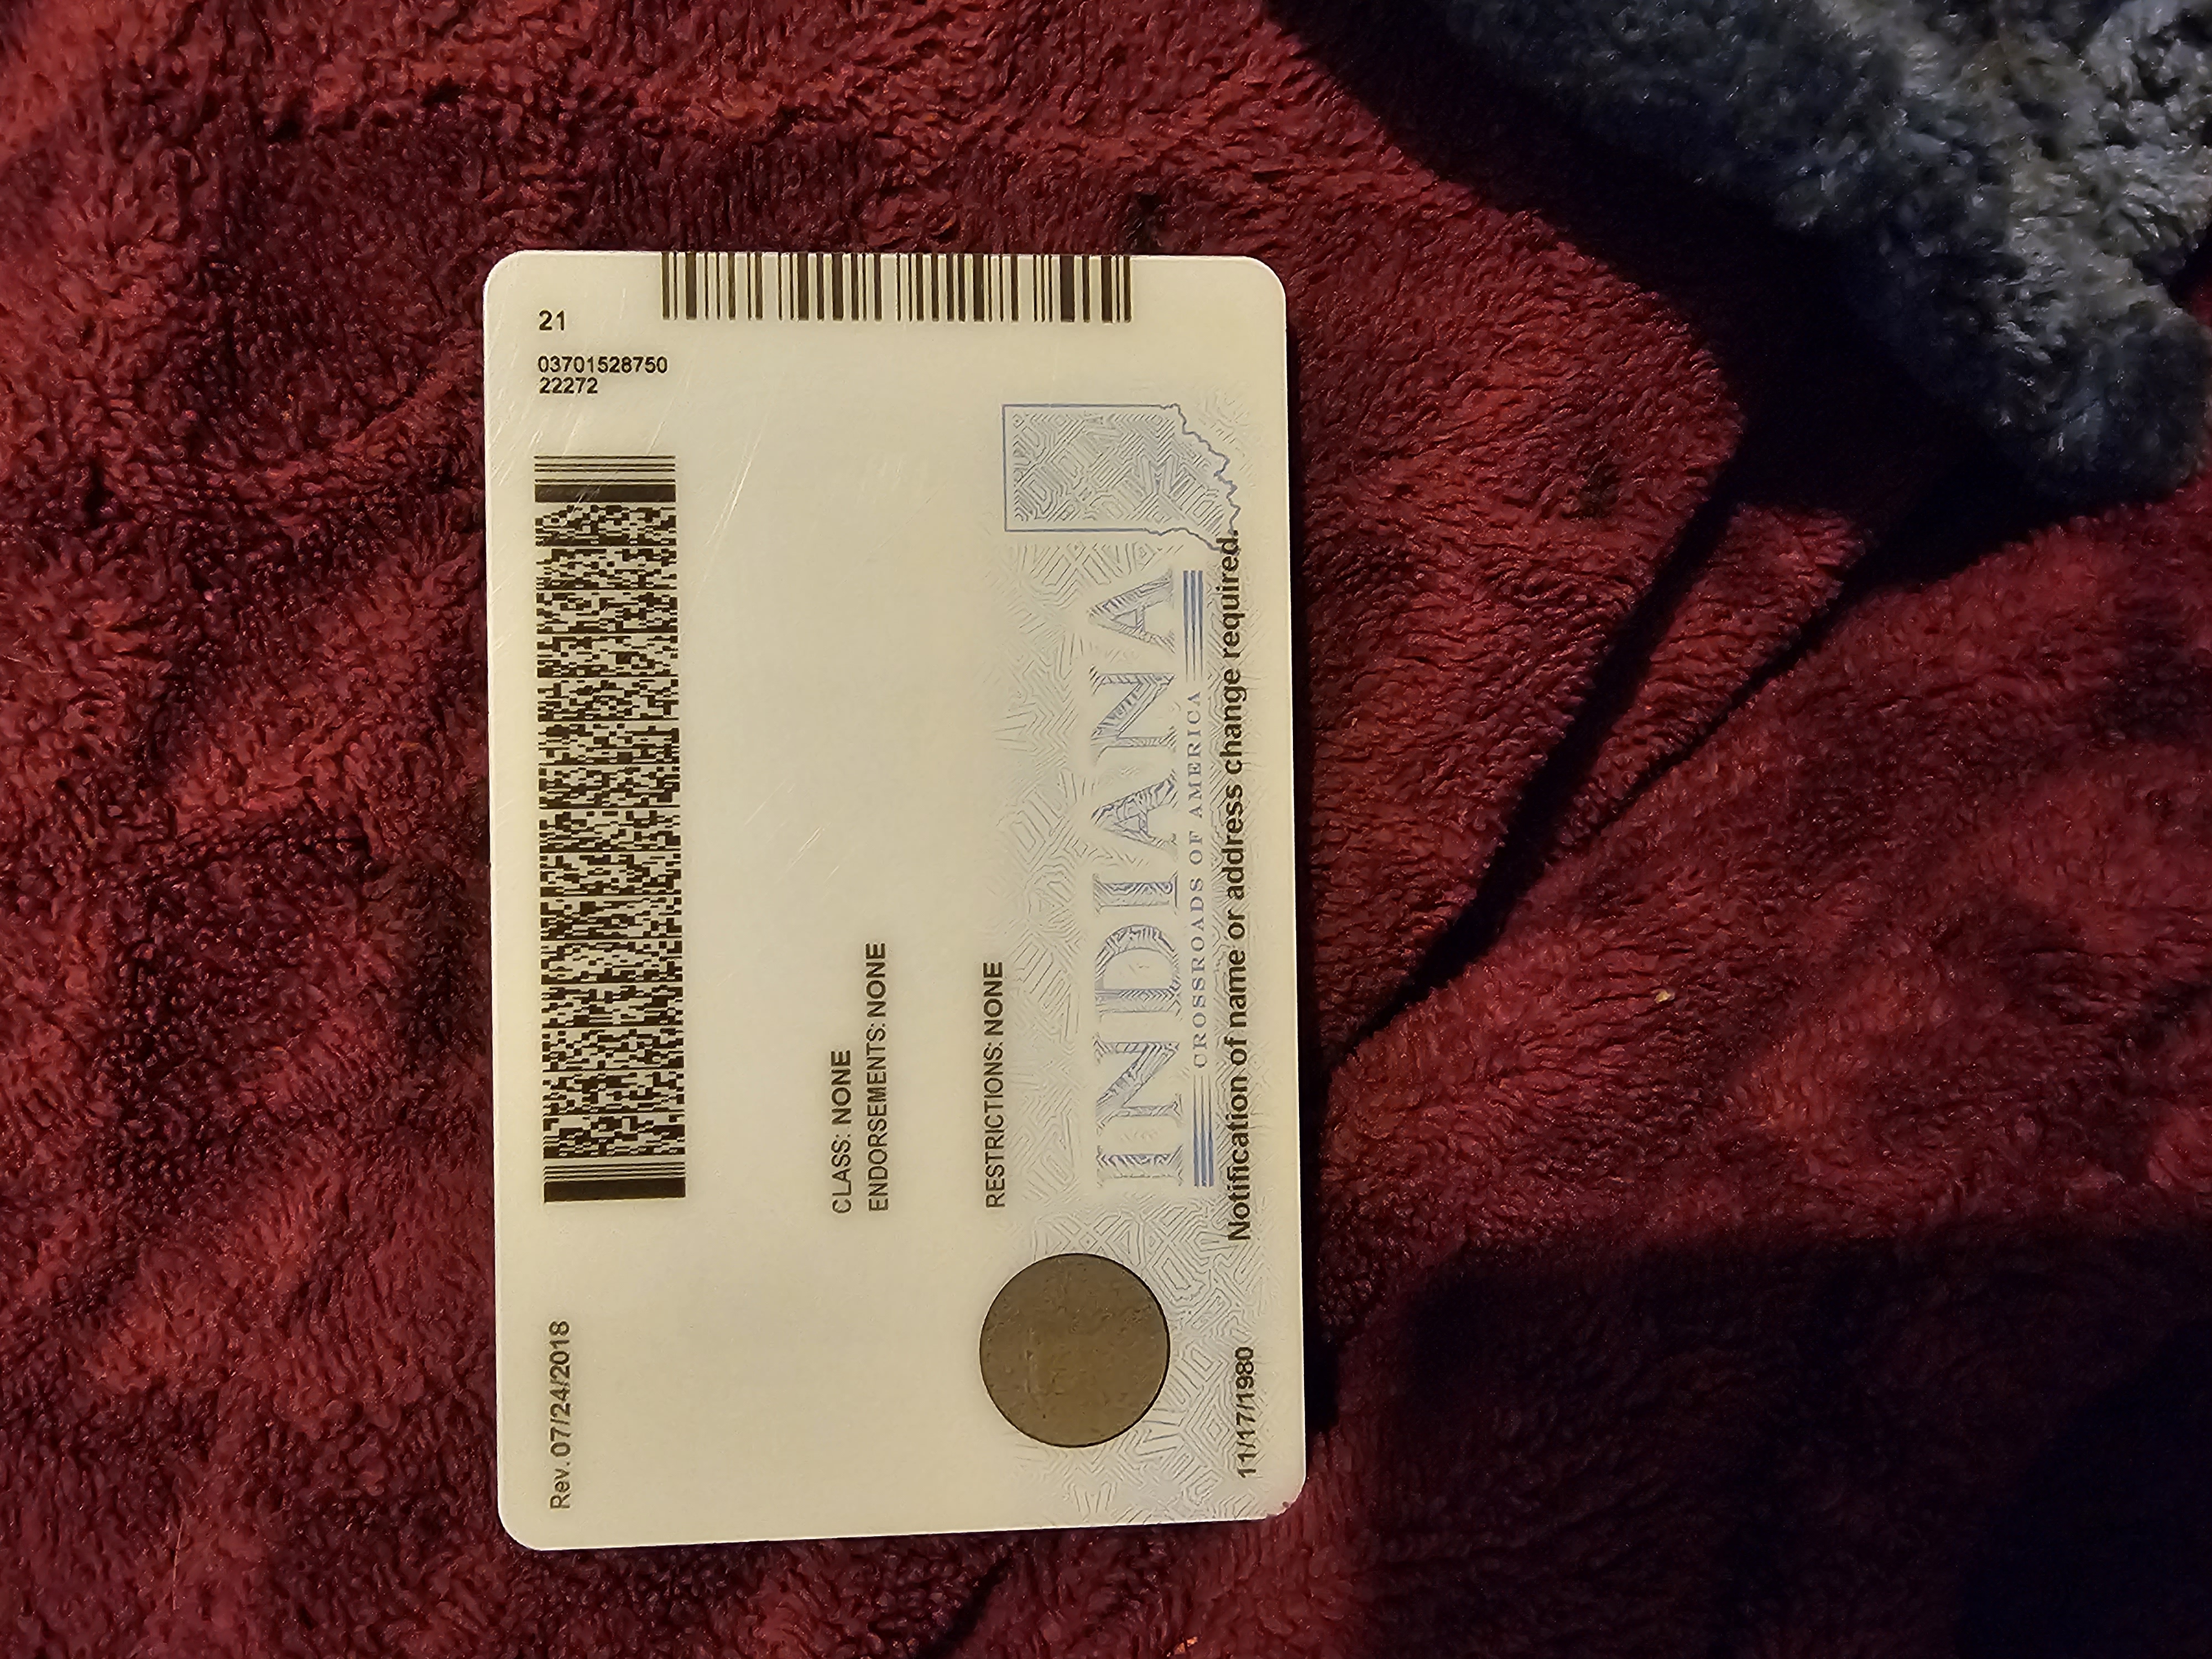 21
03701528750
22272
Rev. 07/24/2018
CLASS: NONE
ENDORSEMENTS: NONE
RESTRICTIONS: NONE
INDIANA
CROSSROADS OF AMERICA
11/17/1980
Notification of name or address change required.